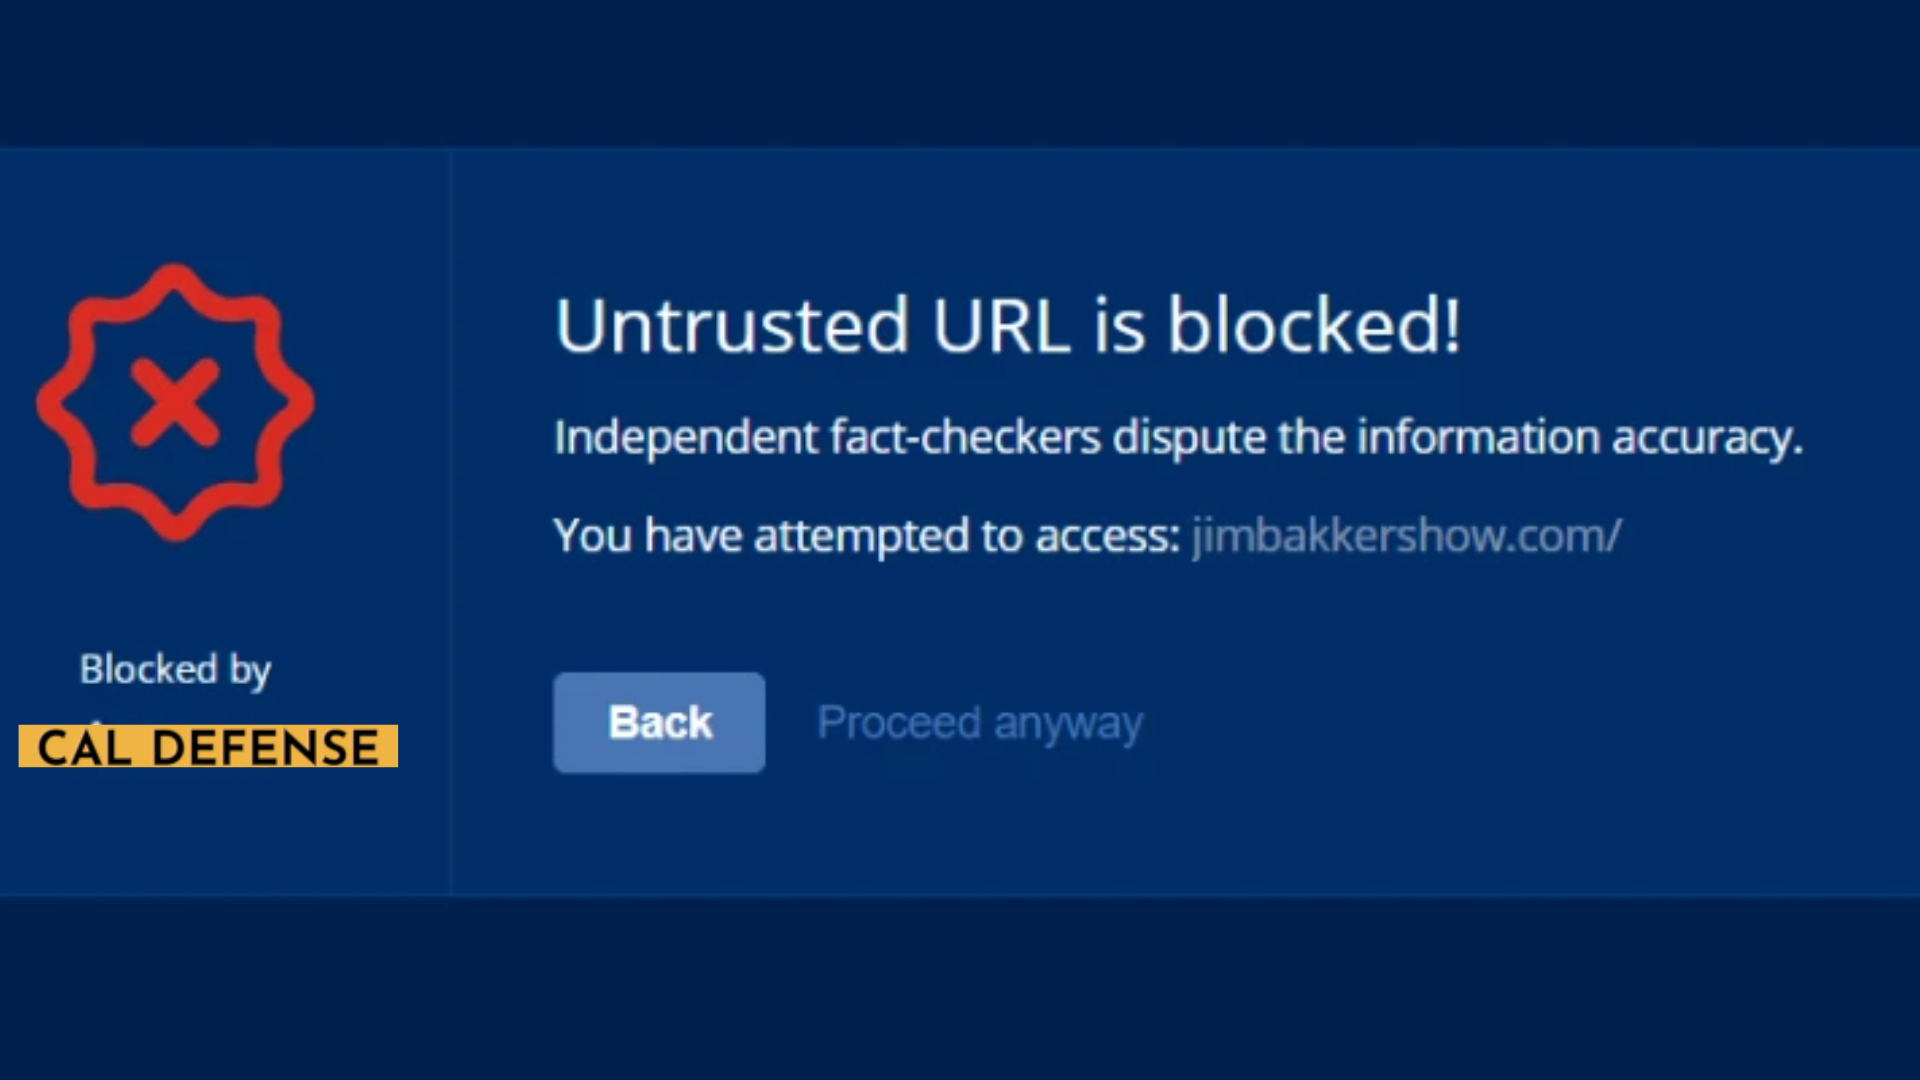 Untrusted URL is blocked!
Independent fact-checkers dispute the information accuracy.
You have attempted to access: jimbakkershow.com/
Back Proceed anyway
Blocked by
CAL DEFENSE